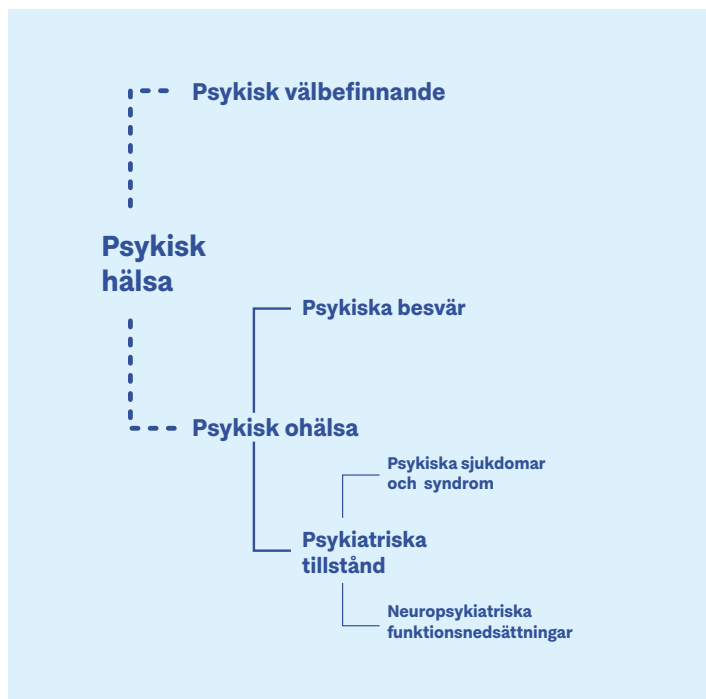 Psykisk välbefinnande
Psykisk
hälsa
Psykiska besvär
Psykisk ohälsa
Psykiska sjukdomar
och syndrom
Psykiatriska
tillstånd
Neuropsykiatriska
funktionsnedsättningar